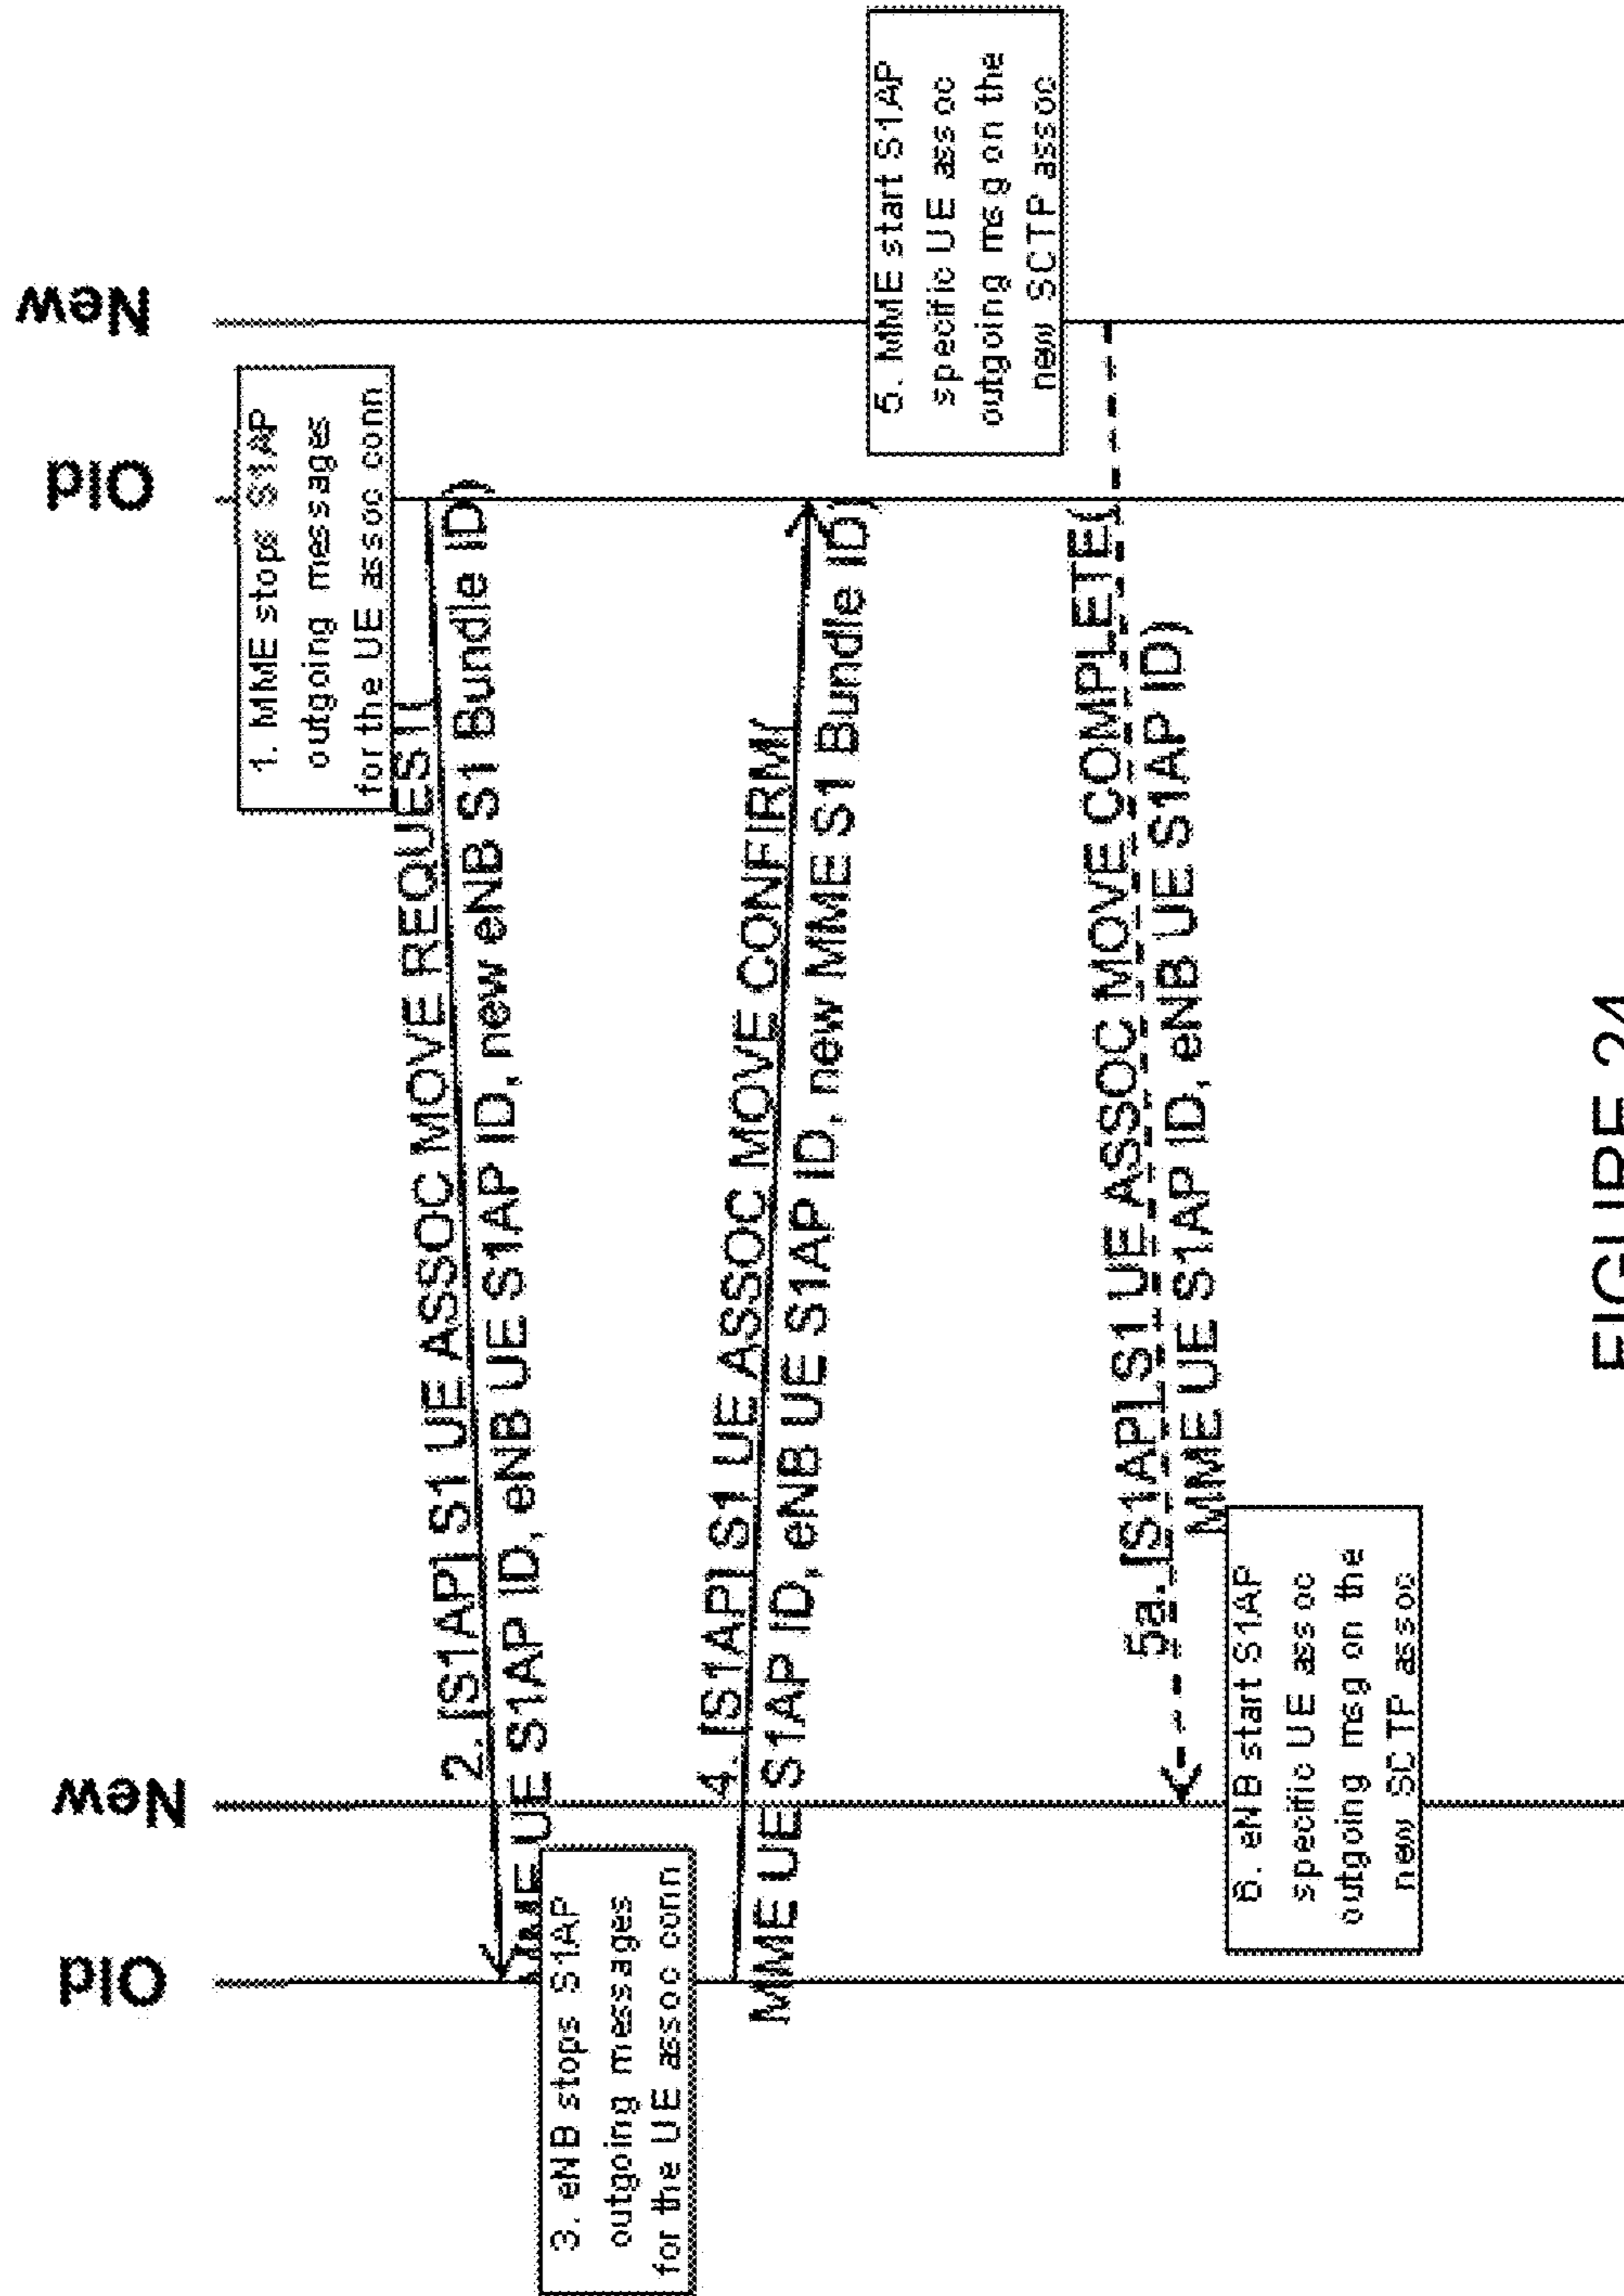 Old
New
Old
New
1. MME stops S1AP
outgoing messages
for the UE assoc conn
2. [S1AP] S1 UE ASSOC MOVE REQUEST(
MME UE S1AP ID, eNB UE S1AP ID, new eNB S1 Bundle ID)
3. eNB stops S1AP
outgoing messages
for the UE assoc conn
4. [S1AP] S1 UE ASSOC MOVE CONFIRM(
MME UE S1AP ID, eNB UE S1AP ID, new MME S1 Bundle ID)
5. MME start S1AP
specific UE assoc
outgoing msg on the
new SCTP assoc
5a. [S1AP] S1 UE ASSOC MOVE COMPLETE(
MME UE S1AP ID, eNB UE S1AP ID)
6. eNB start S1AP
specific UE assoc
outgoing msg on the
new SCTP assoc
FIGURE 24